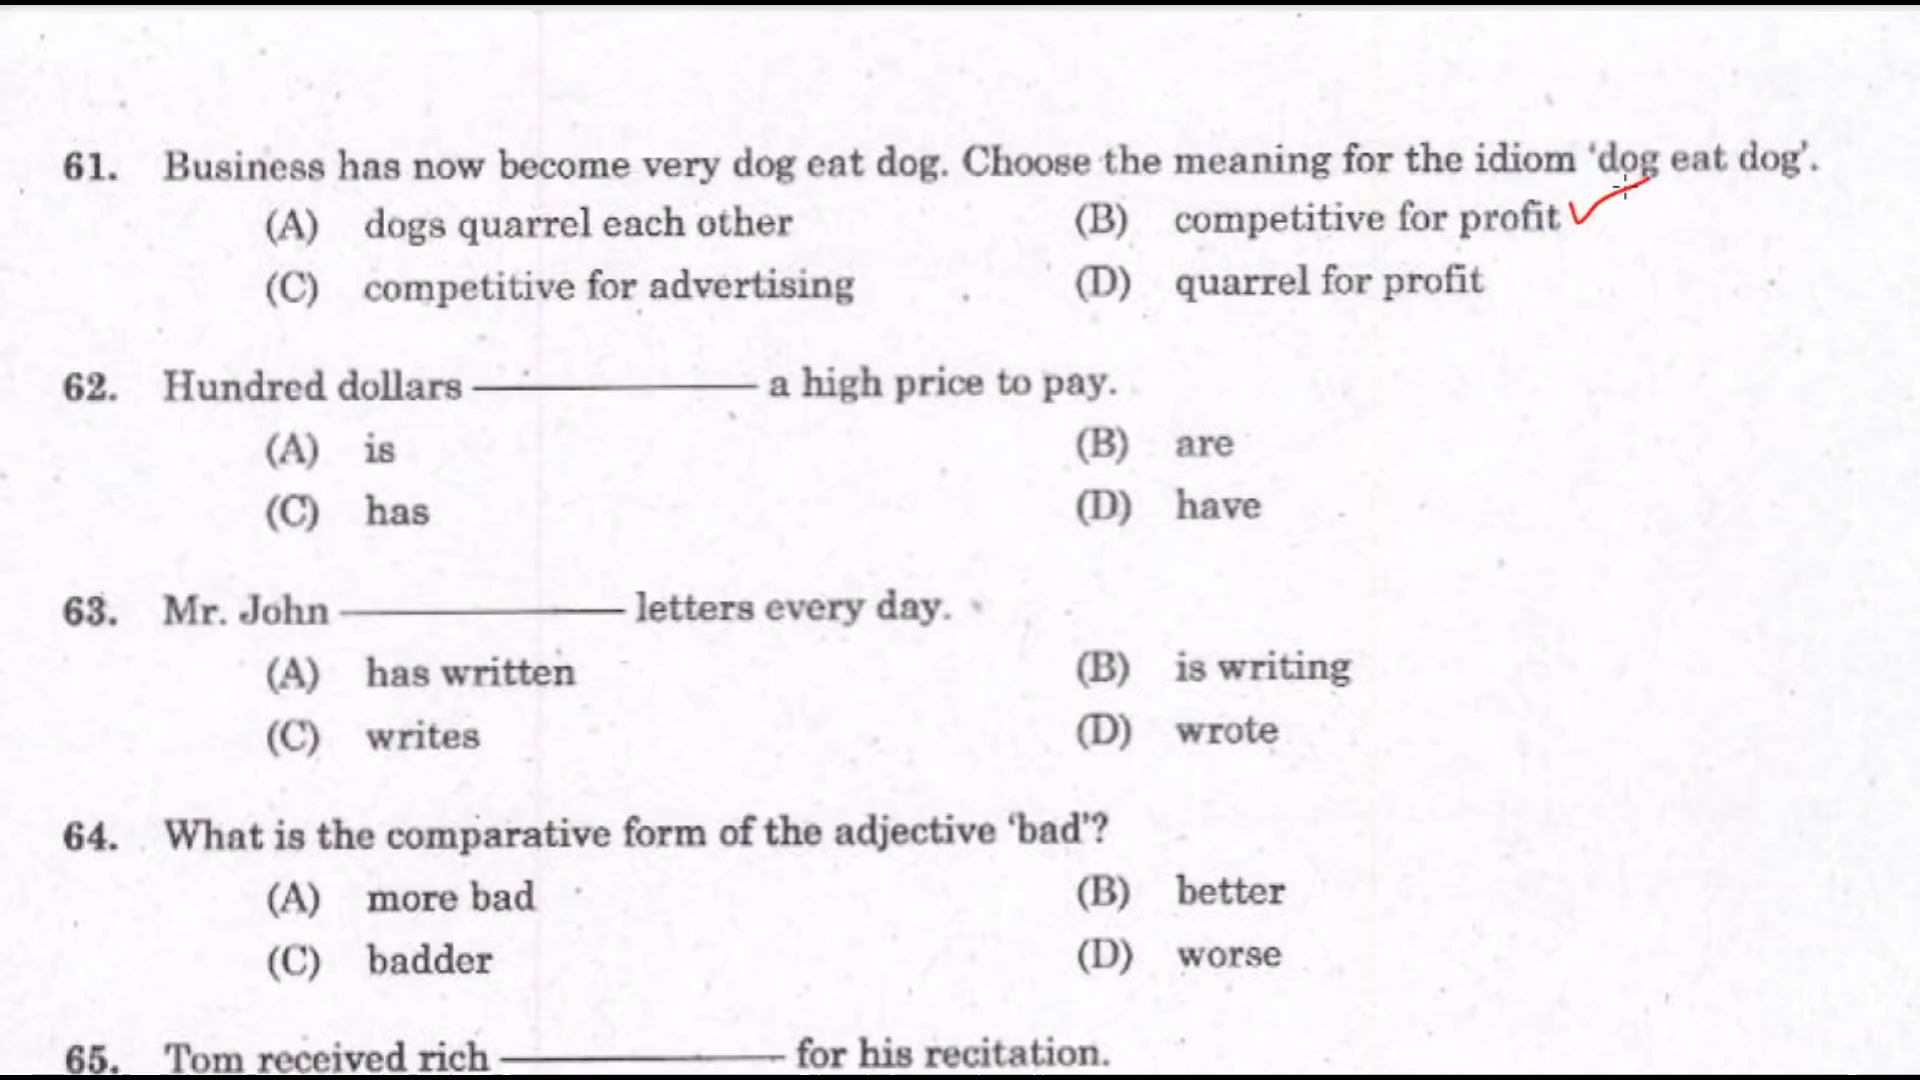 61. Business has now become very dog eat dog. Choose the meaning for the idiom ‘dog eat dog’.
(A) dogs quarrel each other (B) competitive for profit
(C) competitive for advertising (D) quarrel for profit
62. Hundred dollars ———— a high price to pay.
(A) is (B) are
(C) has (D) have
63. Mr. John ———— letters every day.
(A) has written (B) is writing
(C) writes (D) wrote
64. What is the comparative form of the adjective ‘bad’?
(A) more bad (B) better
(C) badder (D) worse
65. Tom received rich ———— for his recitation.